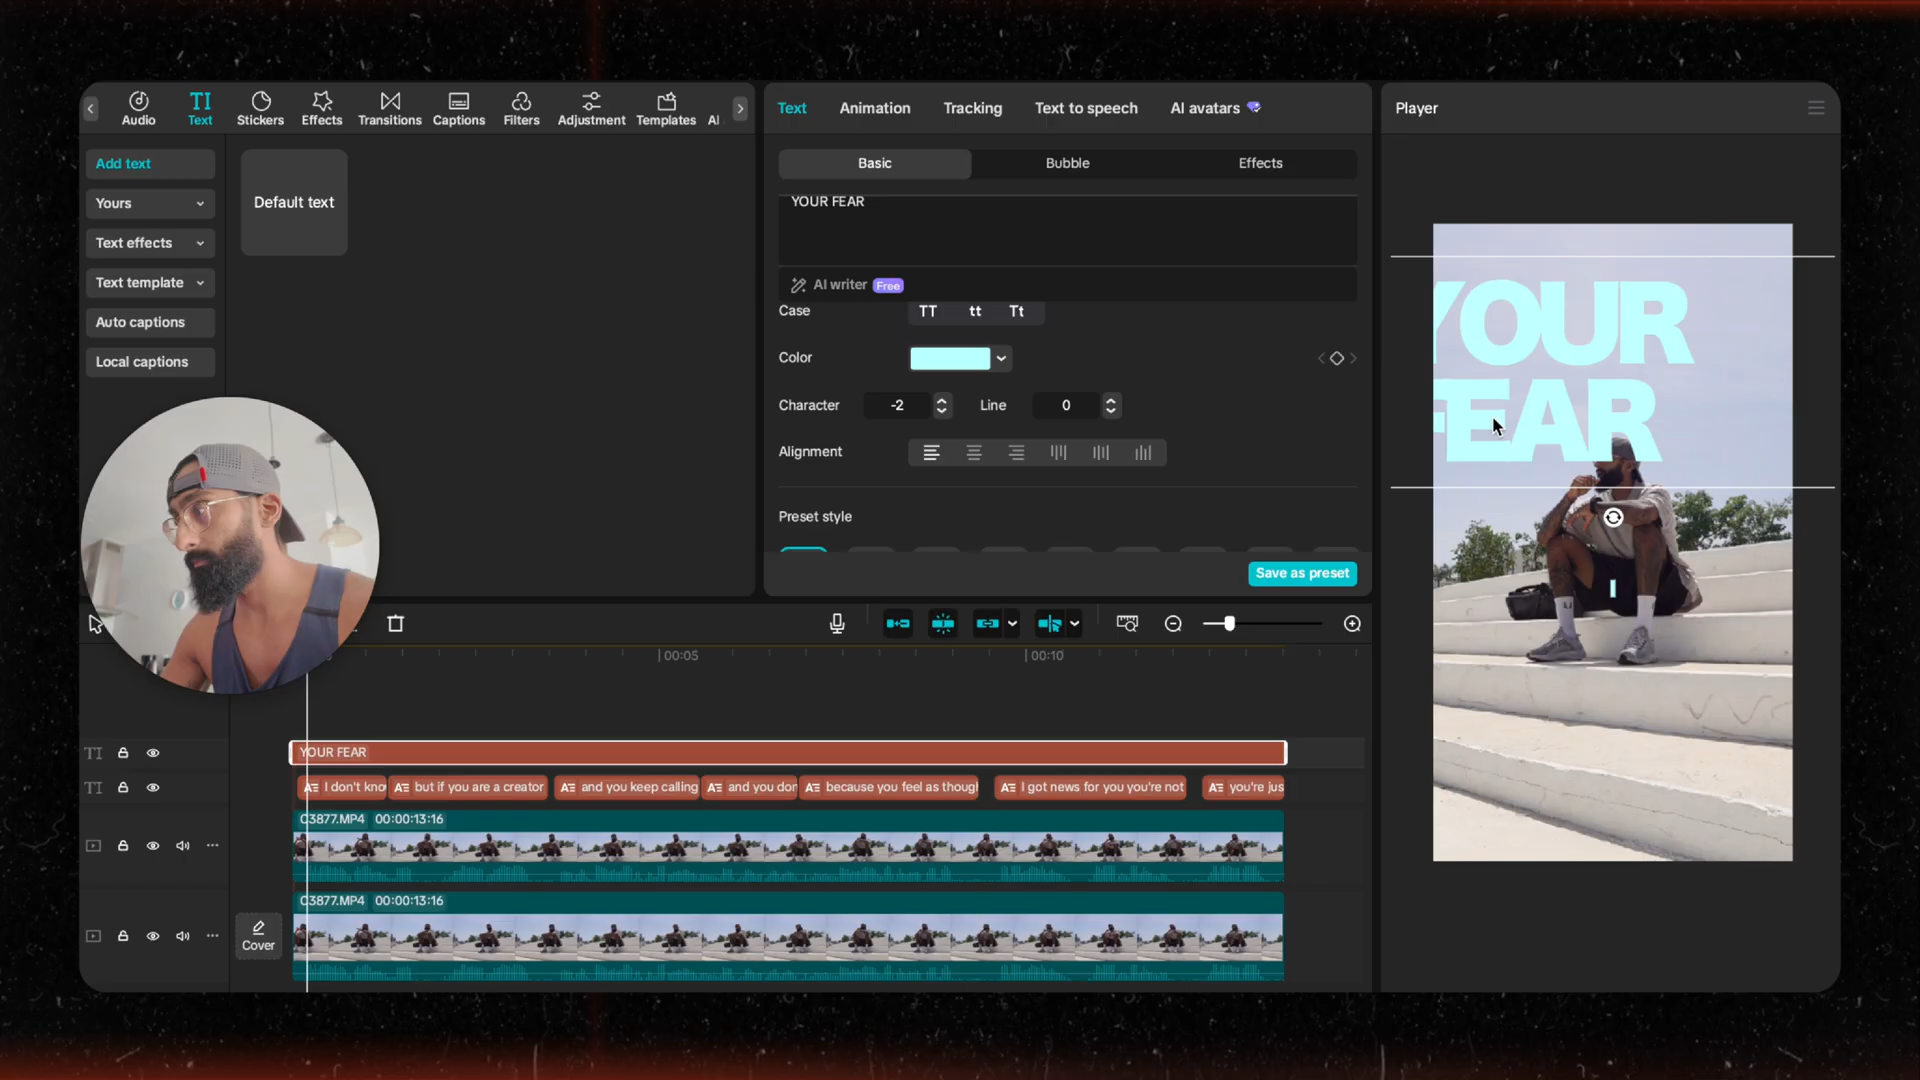 Audio
TI
Text
Stickers
Effects
Transitions
Captions
Filters
Adjustment
Templates
AI
Add text
Yours
Text effects
Text template
Auto captions
Local captions
Default text
Text
Animation
Tracking
Text to speech
AI avatars
Basic
Bubble
Effects
YOUR FEAR
AI writer
Free
Case
TT
tt
Tt
Color
Character
-2
Line
0
Alignment
Preset style
Save as preset
Player
YOUR
FEAR
I
00:05
00:10
TI
YOUR FEAR
TI
I don't kno
but if you are a creator
and you keep calling
and you don
because you feel as thoug
I got news for you you're not
you're jus
C3877.MP4 00:00:13:16
Cover
C3877.MP4 00:00:13:16